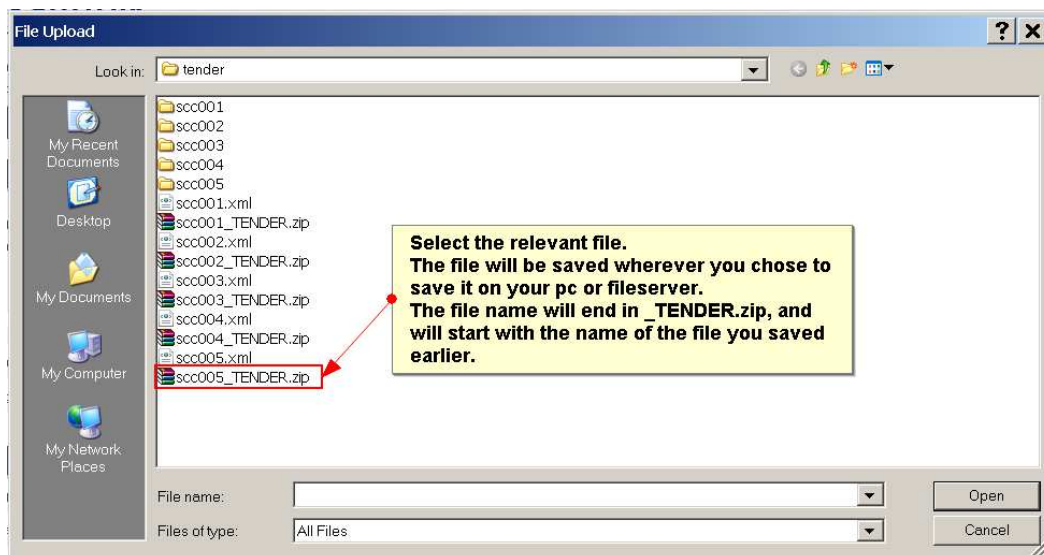 File Upload
Look in:
tender
My Recent
Documents
Desktop
My Documents
My Computer
My Network
Places
scc001
scc002
scc003
scc004
scc005
scc001.xml
scc001_TENDER.zip
scc002.xml
scc002_TENDER.zip
scc003.xml
scc003_TENDER.zip
scc004.xml
scc004_TENDER.zip
scc005.xml
scc005_TENDER.zip
Select the relevant file.
The file will be saved wherever you chose to
save it on your pc or fileserver.
The file name will end in _TENDER.zip, and
will start with the name of the file you saved
earlier.
File name:
Open
Files of type:
All Files
Cancel